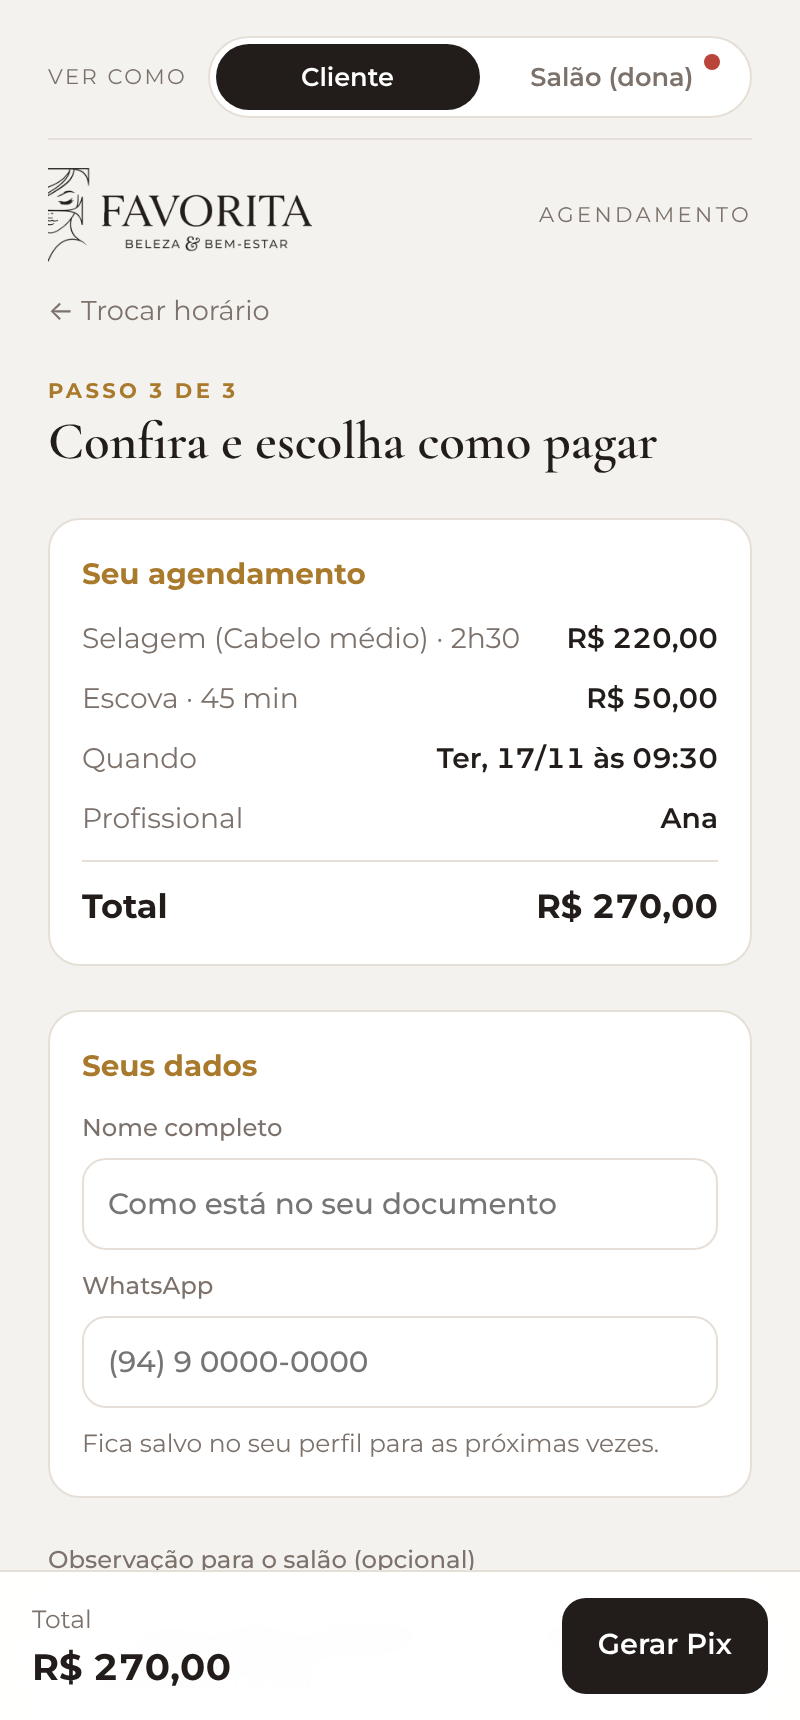 VER COMO
Cliente
Salão (dona)
FAVORITA
BELEZA & BEM-ESTAR
AGENDAMENTO
← Trocar horário
PASSO 3 DE 3
Confira e escolha como pagar
Seu agendamento
Selagem (Cabelo médio) · 2h30 R$ 220,00
Escova · 45 min R$ 50,00
Quando Ter, 17/11 às 09:30
Profissional Ana
Total R$ 270,00
Seus dados
Nome completo
Como está no seu documento
WhatsApp
(94) 9 0000-0000
Fica salvo no seu perfil para as próximas vezes.
Observação para o salão (opcional)
Total
R$ 270,00
Gerar Pix